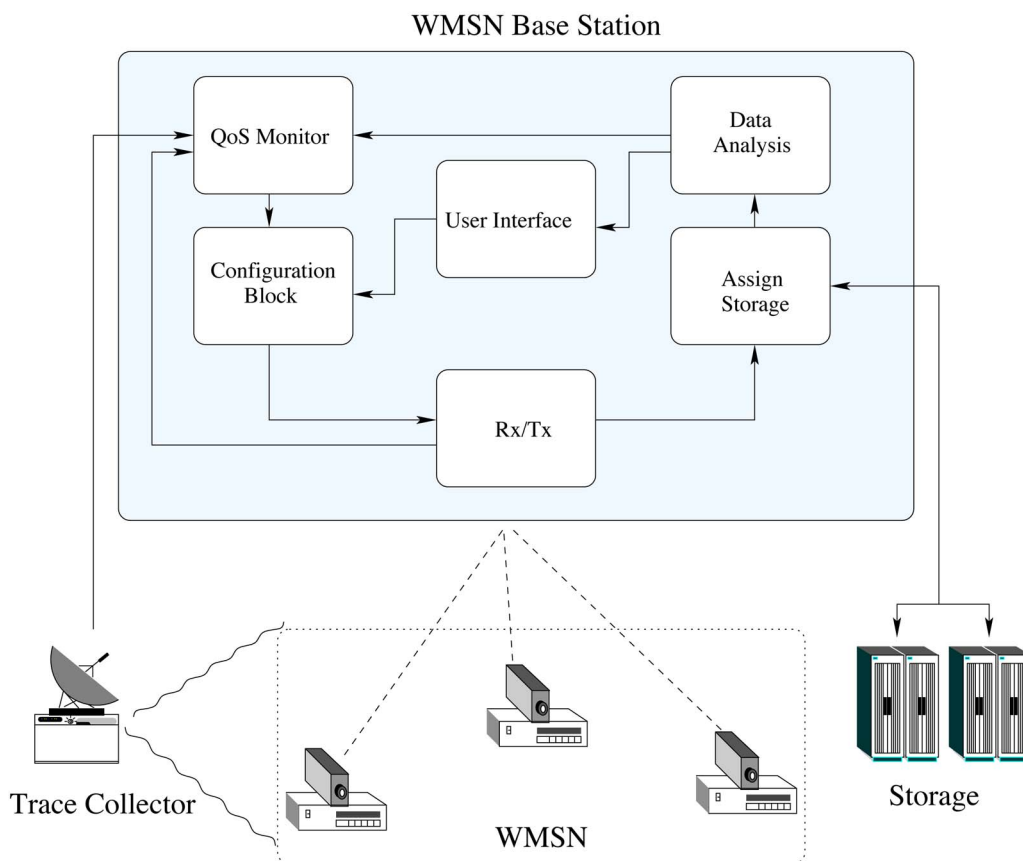 WMSN Base Station
QoS Monitor
Data
Analysis
User Interface
Configuration
Block
Assign
Storage
Rx/Tx
Trace Collector
WMSN
Storage